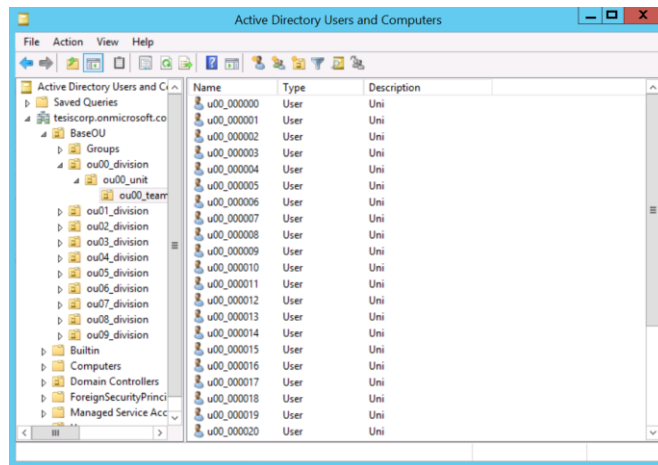 Active Directory Users and Computers
File Action View Help
Active Directory Users and Co
Saved Queries
tesiscorp.onmicrosoft.co
BaseOU
Groups
ou00_division
ou00_unit
ou00_team
ou01_division
ou02_division
ou03_division
ou04_division
ou05_division
ou06_division
ou07_division
ou08_division
ou09_division
Builtin
Computers
Domain Controllers
ForeignSecurityPrinci
Managed Service Acc
Name Type Description
u00_000000 User Uni
u00_000001 User Uni
u00_000002 User Uni
u00_000003 User Uni
u00_000004 User Uni
u00_000005 User Uni
u00_000006 User Uni
u00_000007 User Uni
u00_000008 User Uni
u00_000009 User Uni
u00_000010 User Uni
u00_000011 User Uni
u00_000012 User Uni
u00_000013 User Uni
u00_000014 User Uni
u00_000015 User Uni
u00_000016 User Uni
u00_000017 User Uni
u00_000018 User Uni
u00_000019 User Uni
u00_000020 User Uni